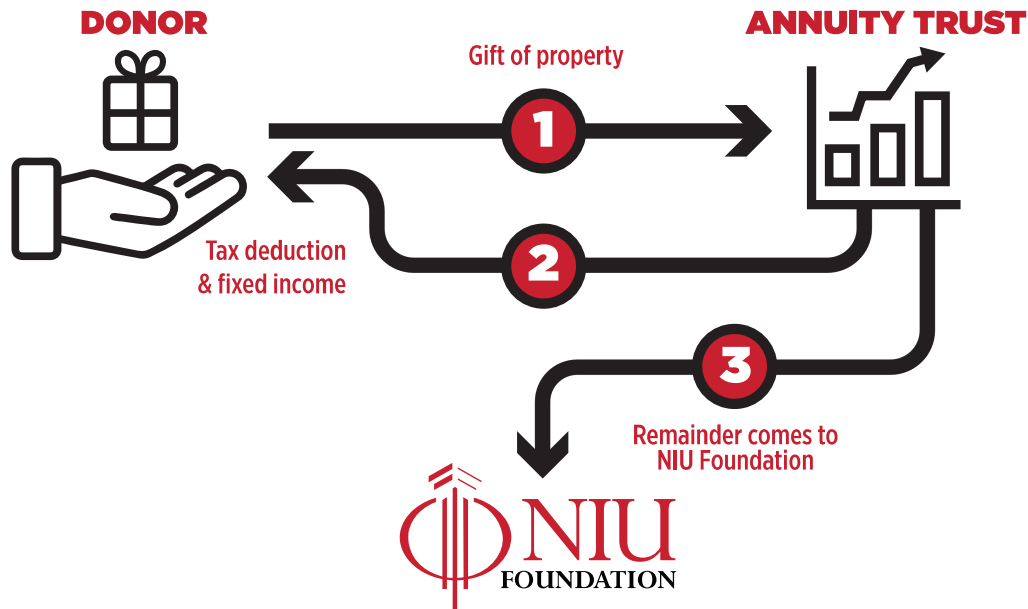 DONOR
ANNUITY TRUST
Gift of property
1
Tax deduction
& fixed income
2
3
Remainder comes to
NIU Foundation
NIU
FOUNDATION